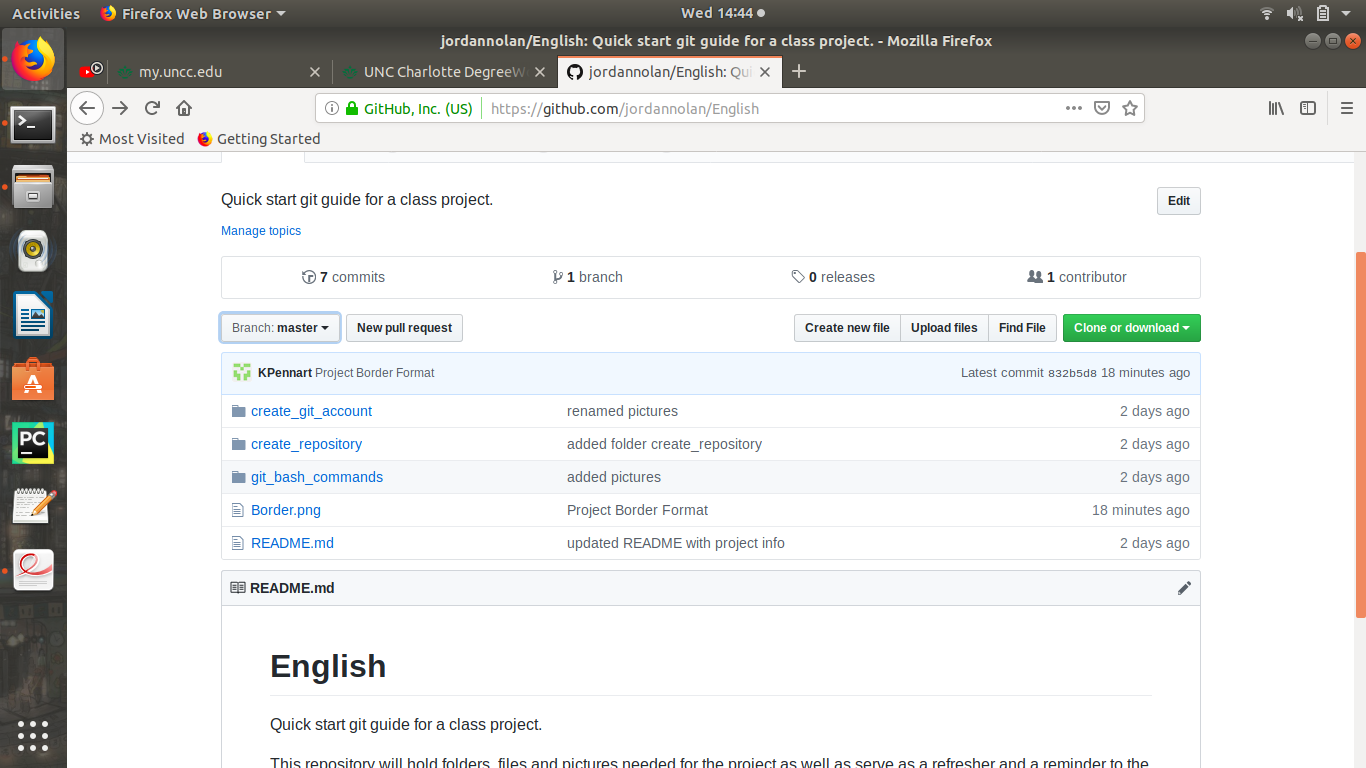 Activities Firefox Web Browser Wed 14:44
jordannolan/English: Quick start git guide for a class project. - Mozilla Firefox
my.uncc.edu UNC Charlotte DegreeW jordannolan/English: Qui
GitHub, Inc. (US) https://github.com/jordannolan/English
Most Visited Getting Started
Quick start git guide for a class project. Edit
Manage topics
7 commits 1 branch 0 releases 1 contributor
Branch: master New pull request Create new file Upload files Find File Clone or download
KPennart Project Border Format Latest commit 832b5d8 18 minutes ago
create_git_account renamed pictures 2 days ago
create_repository added folder create_repository 2 days ago
git_bash_commands added pictures 2 days ago
Border.png Project Border Format 18 minutes ago
README.md updated README with project info 2 days ago
README.md
English
Quick start git guide for a class project.
This repository will hold folders, files and pictures needed for the project as well as serve as a refresher and a reminder to the
PC